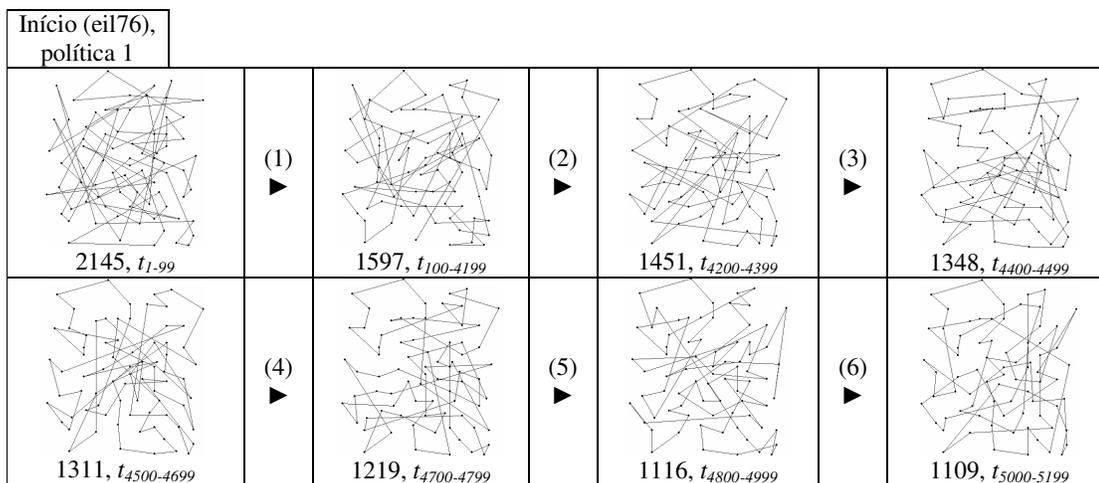 Início (eil76),
política 1
(1)
►
(2)
►
(3)
►
2145, t1-99
1597, t100-4199
1451, t4200-4399
1348, t4400-4499
(4)
►
(5)
►
(6)
►
1311, t4500-4699
1219, t4700-4799
1116, t4800-4999
1109, t5000-5199